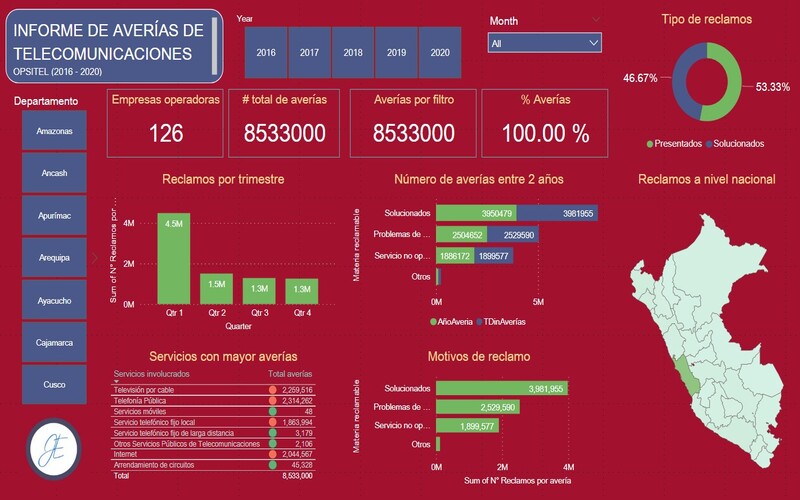 INFORME DE AVERÍAS DE
TELECOMUNICACIONES
OPSITEL (2016 - 2020)
Year
2016
2017
2018
2019
2020
Month
All
Tipo de reclamos
46.67%
53.33%
Presentados
Solucionados
Departamento
Amazonas
Ancash
Apurímac
Arequipa
Ayacucho
Cajamarca
Cusco
Empresas operadoras
126
# total de averías
8533000
Averías por filtro
8533000
% Averías
100.00 %
Reclamos por trimestre
Sum of N° Reclamos por ...
4M
2M
0M
4.5M
1.5M
1.3M
1.3M
Qtr 1
Qtr 2
Qtr 3
Qtr 4
Quarter
Número de averías entre 2 años
Materia reclamable
Solucionados
3950479
3981955
Problemas de ...
2504652
2529590
Servicio no op...
1886172
1899577
Otros
0M
5M
AñoAveria
TDinAverías
Reclamos a nivel nacional
Servicios con mayor averías
Servicios involucrados Total averías
Televisión por cable 2,259,516
Telefonía Pública 2,314,262
Servicios móviles 48
Servicio telefónico fijo local 1,863,994
Servicio telefónico fijo de larga distancia 3,179
Otros Servicios Públicos de Telecomunicaciones 2,106
Internet 2,044,567
Arrendamiento de circuitos 45,328
Total 8,533,000
Motivos de reclamo
Materia reclamable
Solucionados
3,981,955
Problemas de ...
2,529,590
Servicio no op...
1,899,577
Otros
0M
2M
4M
Sum of N° Reclamos por avería